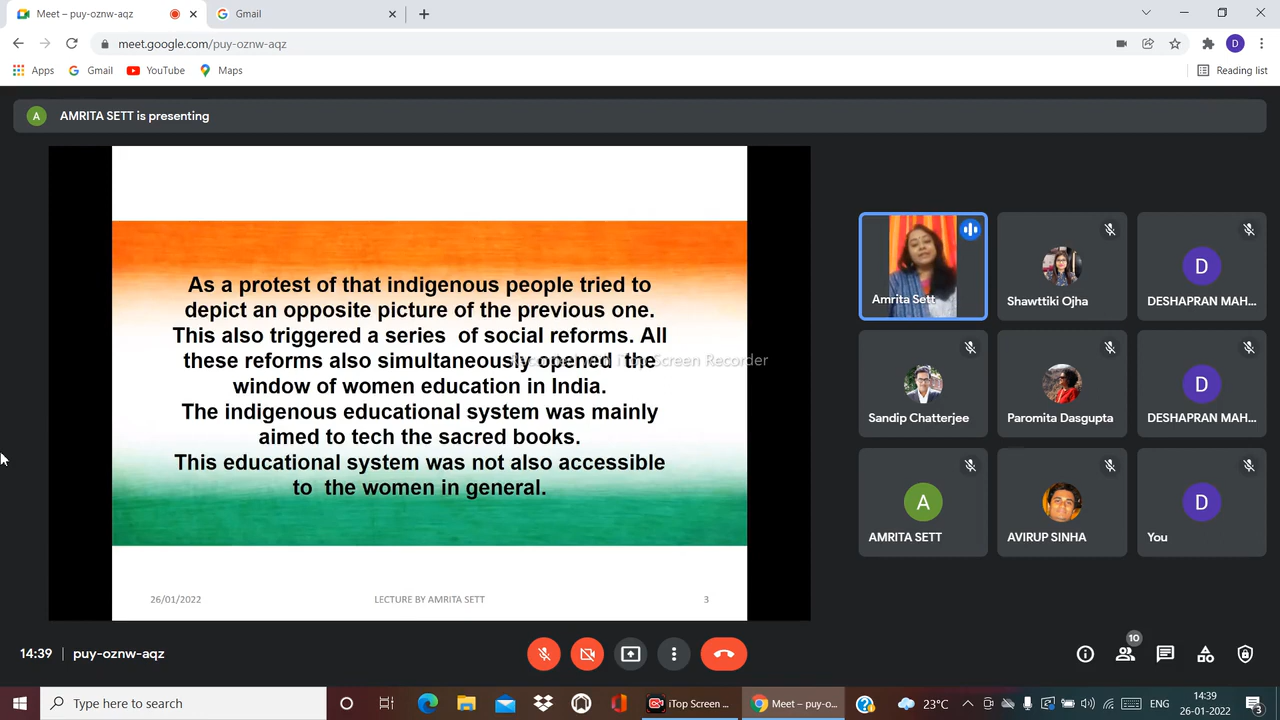 Meet – puy-oznw-aqz
Gmail
meet.google.com/puy-oznw-aqz
D
Apps
Gmail
YouTube
Maps
Reading list
A
AMRITA SETT is presenting
As a protest of that indigenous people tried to
depict an opposite picture of the previous one.
This also triggered a series of social reforms. All
these reforms also simultaneously opened the
window of women education in India.
The indigenous educational system was mainly
aimed to tech the sacred books.
This educational system was not also accessible
to the women in general.
Recorded with iTop Screen Recorder
26/01/2022
LECTURE BY AMRITA SETT
3
Amrita Sett
Shawttiki Ojha
D
DESHAPRAN MAH...
Sandip Chatterjee
Paromita Dasgupta
D
DESHAPRAN MAH...
A
AMRITA SETT
AVIRUP SINHA
D
You
14:39
puy-oznw-aqz
10
Type here to search
iTop Screen ...
Meet – puy-o...
23°C
ENG
14:39
26-01-2022
3